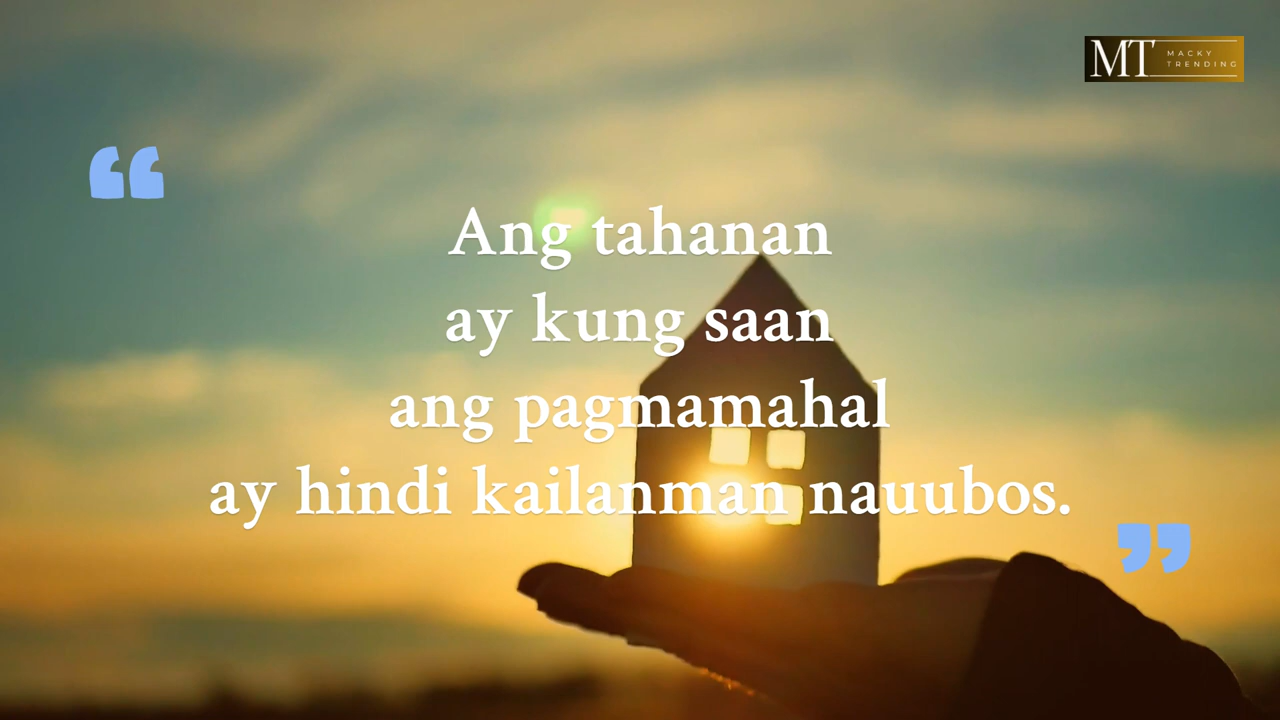 MT MACKY
TRENDING
“
Ang tahanan
ay kung saan
ang pagmamahal
ay hindi kailanman nauubos.
”